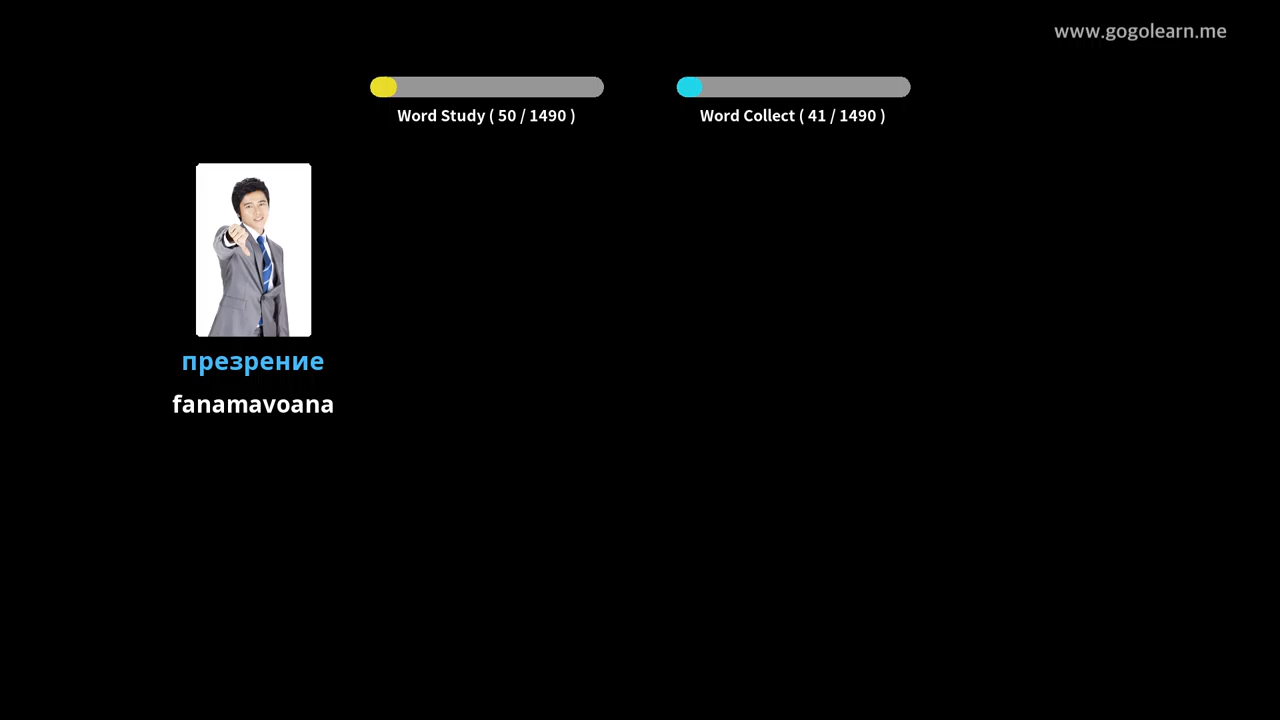 www.gogolearn.me
Word Study ( 50 / 1490 )
Word Collect ( 41 / 1490 )
презрение
fanamavoana